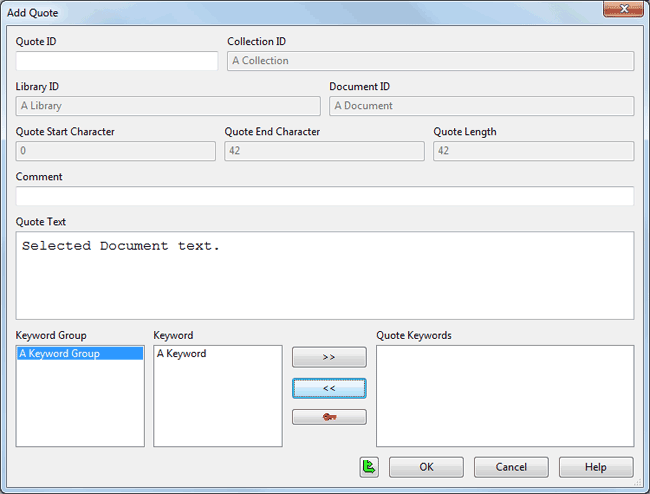 Add Quote
Quote ID Collection ID
A Collection
Library ID Document ID
A Library A Document
Quote Start Character Quote End Character Quote Length
0 42 42
Comment
Quote Text
Selected Document text.
Keyword Group Keyword Quote Keywords
A Keyword Group A Keyword
>>
<<
OK Cancel Help